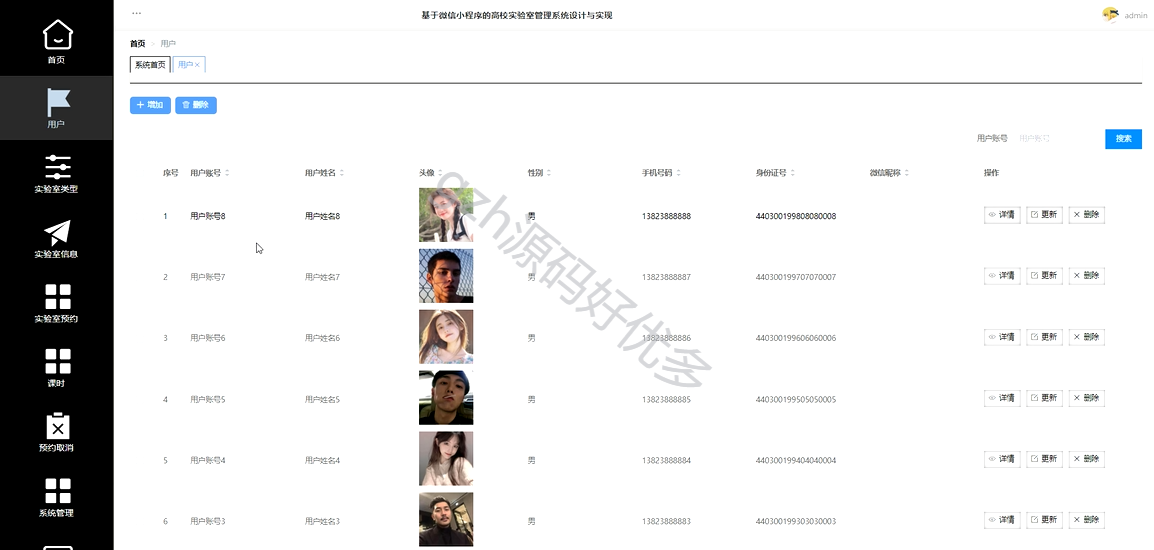 ...
基于微信小程序的高校实验室管理系统设计与实现
admin
首页
用户
实验室类型
实验室信息
实验室预约
课时
预约取消
系统管理
首页 用户
系统首页 用户 ×
+ 增加 删除
用户账号 用户账号 搜索
序号 用户账号 用户姓名 头像 性别 手机号码 身份证号 微信昵称 操作
1 用户账号8 用户姓名8 男 13823888888 440300199808080008 详情 更新 × 删除
2 用户账号7 用户姓名7 男 13823888887 440300199707070007 详情 更新 × 删除
3 用户账号6 用户姓名6 男 13823888886 440300199606060006 详情 更新 × 删除
4 用户账号5 用户姓名5 男 13823888885 440300199505050005 详情 更新 × 删除
5 用户账号4 用户姓名4 男 13823888884 440300199404040004 详情 更新 × 删除
6 用户账号3 用户姓名3 男 13823888883 440300199303030003 详情 更新 × 删除
gzh源码好优多